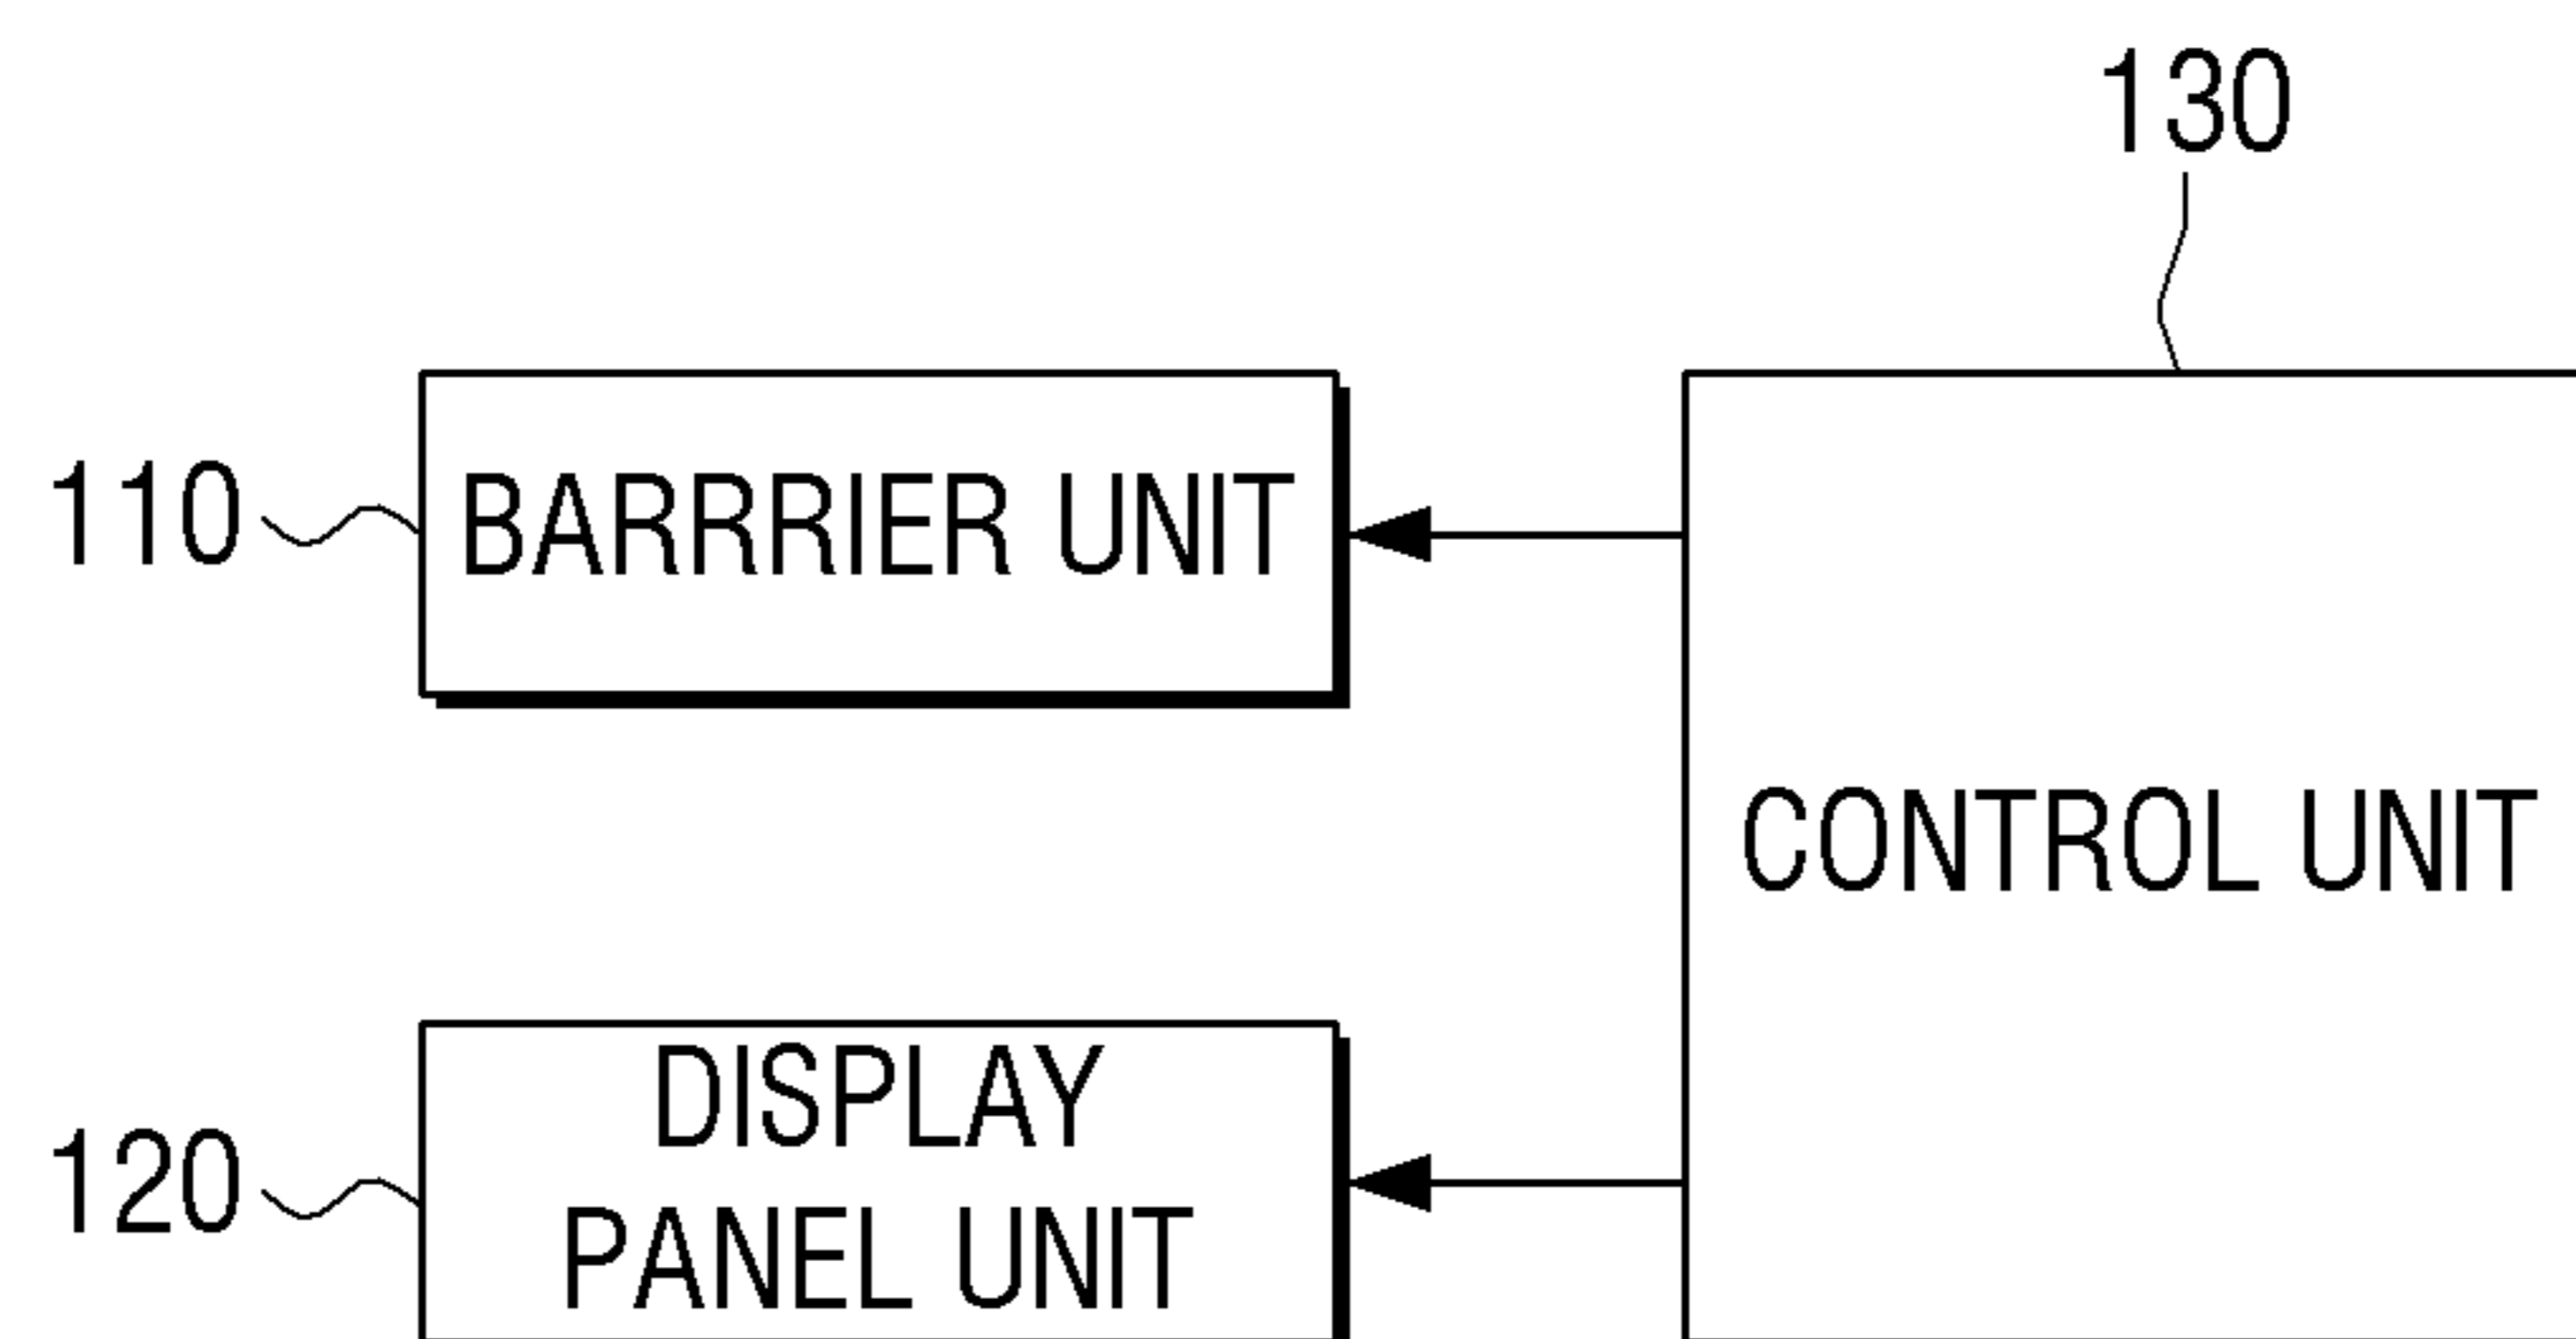 130
110
BARRRIER UNIT
CONTROL UNIT
120
DISPLAY
PANEL UNIT